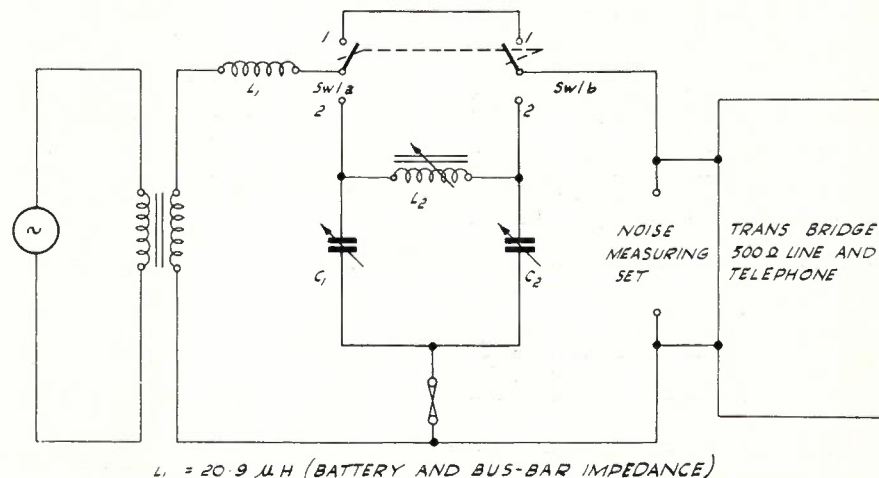 1
1
L₁
Sw1a
Sw1b
2
2
L₂
C₁
C₂
~
NOISE
MEASURING
SET
TRANS BRIDGE
500Ω LINE AND
TELEPHONE
L₁ = 20·9 μH (BATTERY AND BUS-BAR IMPEDANCE)